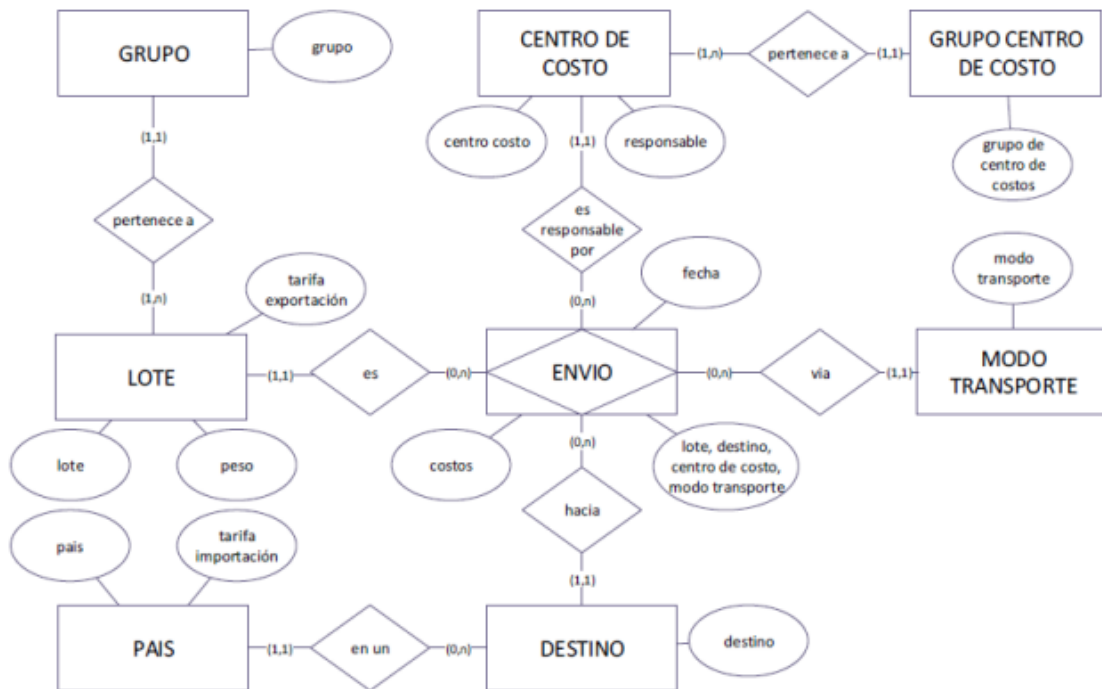 GRUPO
grupo
CENTRO DE
COSTO
(1,n)
pertenece a
(1,1)
GRUPO CENTRO
DE COSTO
(1,1)
centro costo
(1,1)
responsable
grupo de
centro de
costos
pertenece a
es
responsable
por
(1,n)
tarifa
exportación
(0,n)
fecha
modo
transporte
LOTE
(1,1)
es
(0,n)
ENVIO
(0,n)
via
(1,1)
MODO
TRANSPORTE
lote
peso
costos
(0,n)
lote, destino,
centro de costo,
modo transporte
hacia
pais
tarifa
importación
(1,1)
PAIS
(1,1)
en un
(0,n)
DESTINO
destino